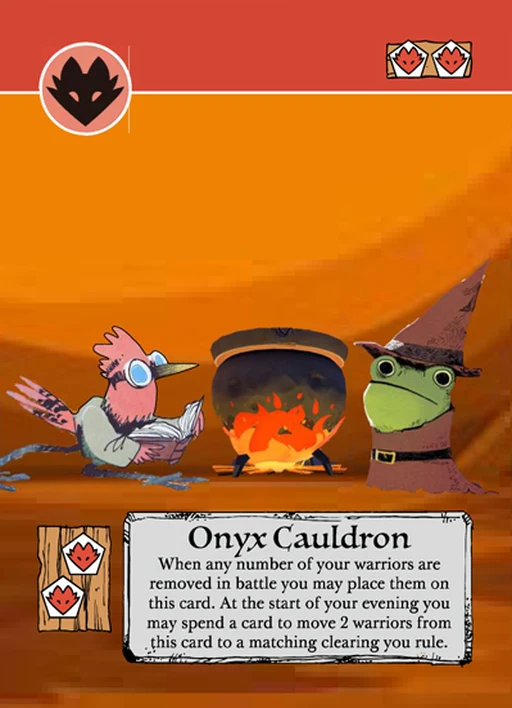 Onyx Cauldron
When any number of your warriors are
removed in battle you may place them on
this card. At the start of your evening you
may spend a card to move 2 warriors from
this card to a matching clearing you rule.